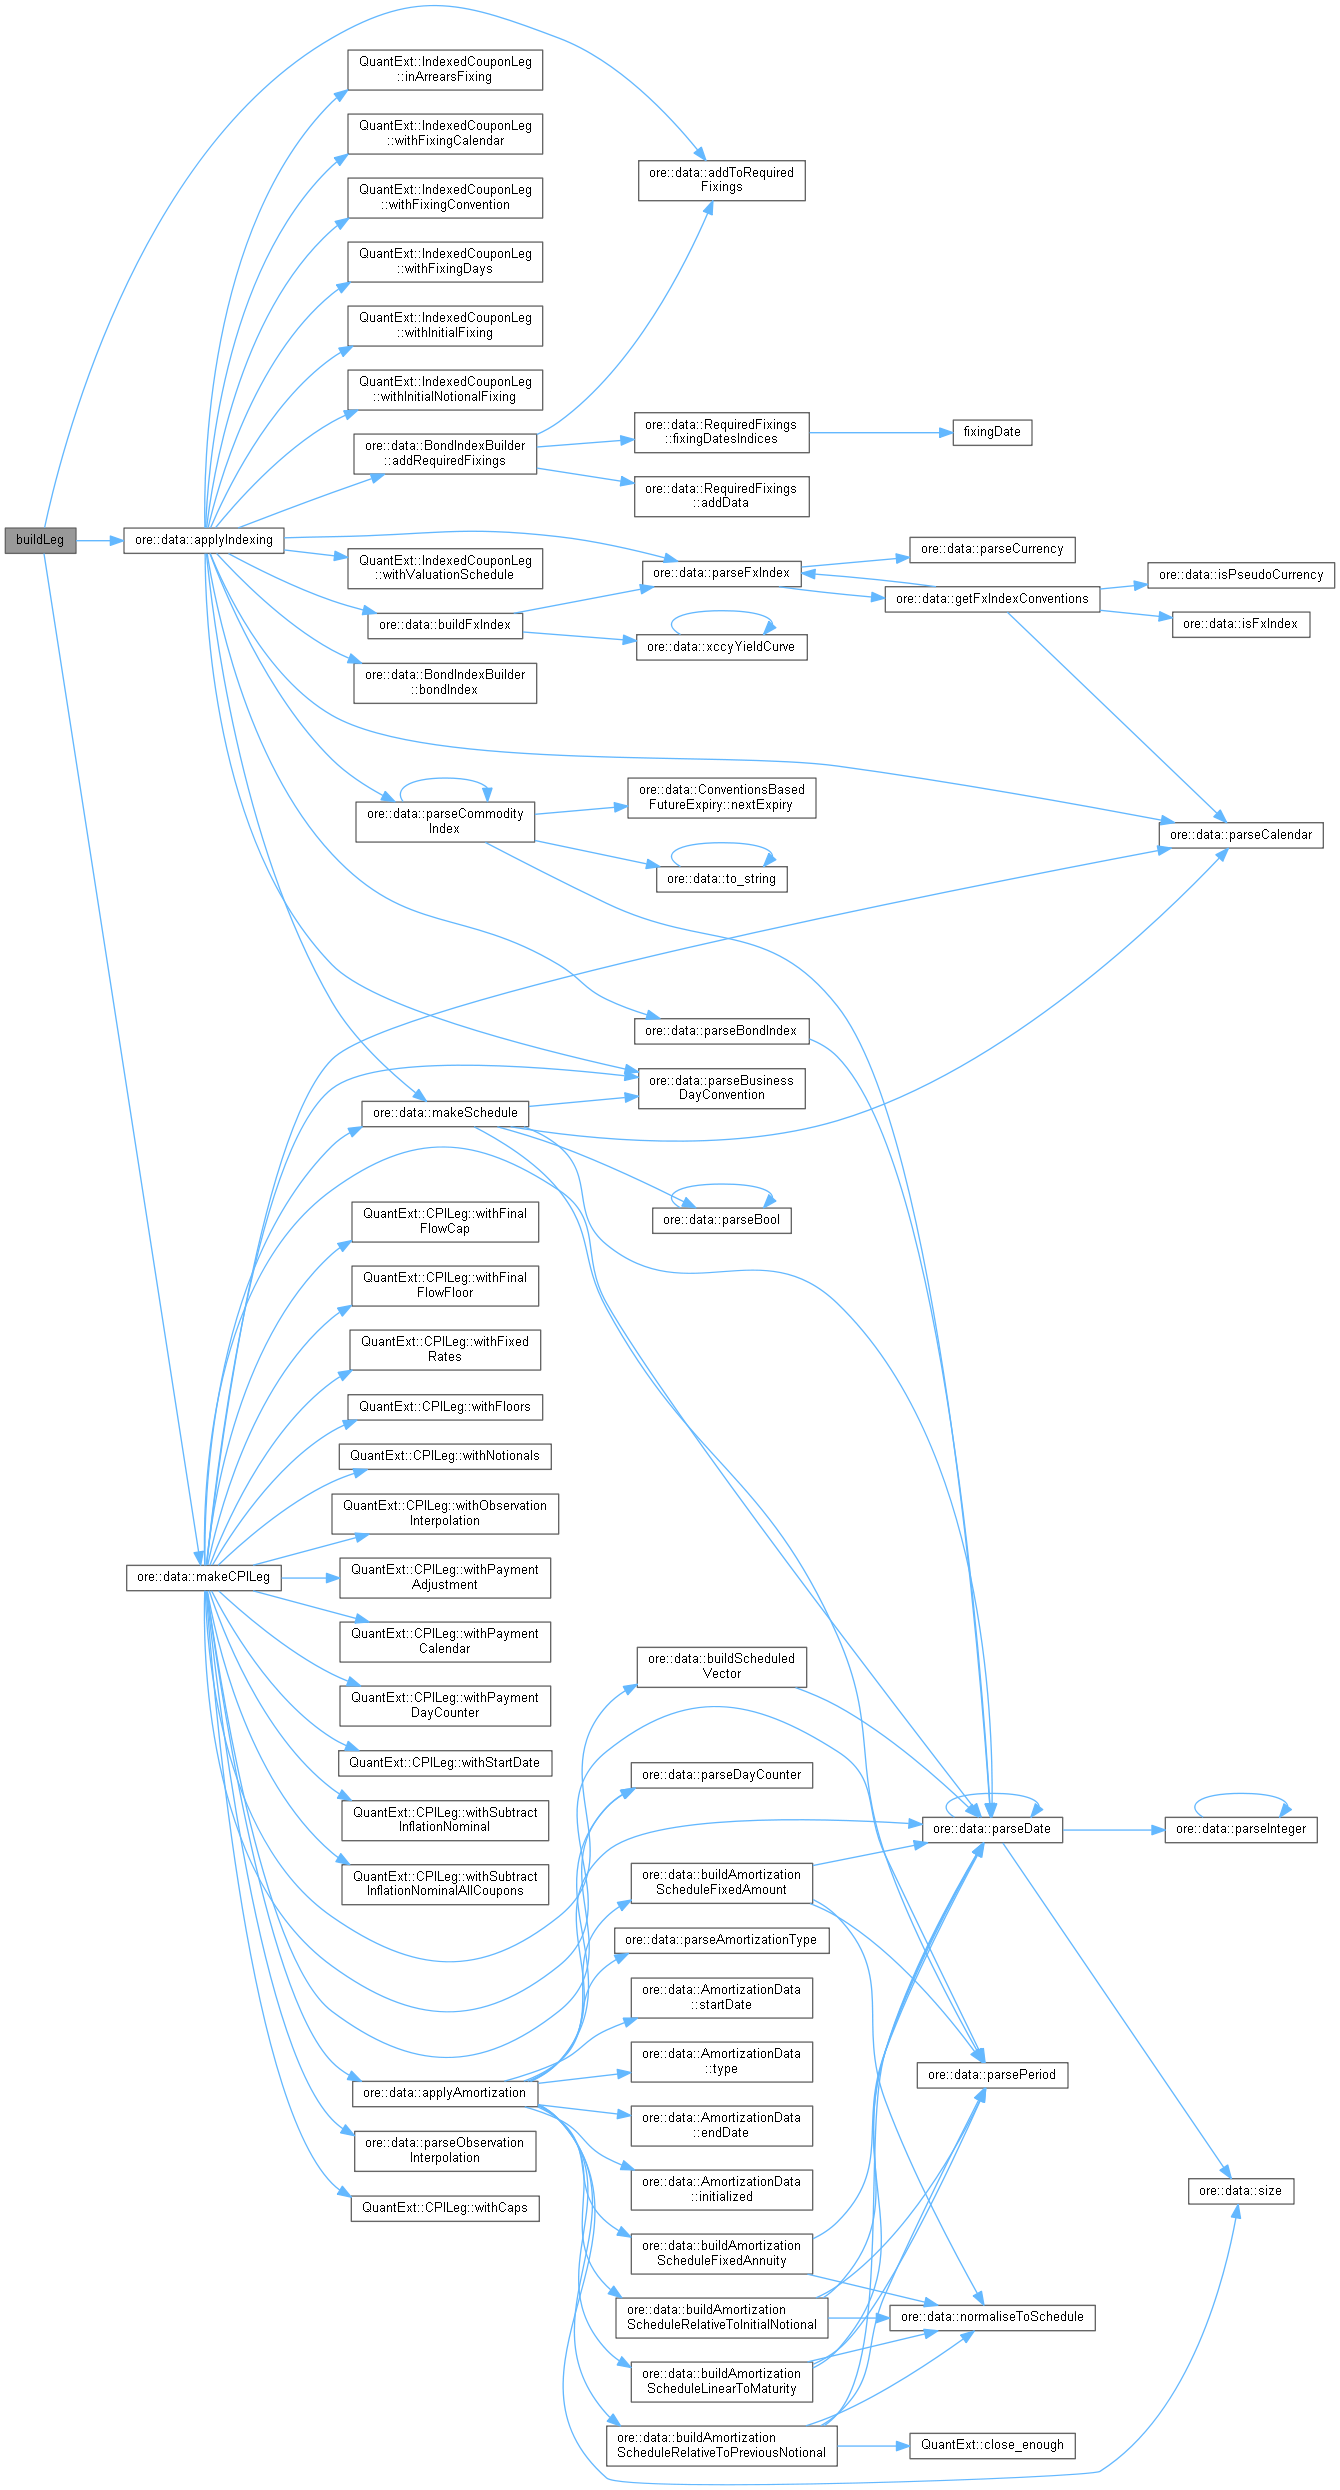 QuantExt::IndexedCouponLeg
::inArrearsFixing
QuantExt::IndexedCouponLeg
::withFixingCalendar
ore::data::addToRequired
Fixings
QuantExt::IndexedCouponLeg
::withFixingConvention
QuantExt::IndexedCouponLeg
::withFixingDays
QuantExt::IndexedCouponLeg
::withInitialFixing
QuantExt::IndexedCouponLeg
::withInitialNotionalFixing
ore::data::BondIndexBuilder
::addRequiredFixings
ore::data::RequiredFixings
::fixingDatesIndices
fixingDate
ore::data::RequiredFixings
::addData
buildLeg
ore::data::applyIndexing
QuantExt::IndexedCouponLeg
::withValuationSchedule
ore::data::parseFxIndex
ore::data::parseCurrency
ore::data::isPseudoCurrency
ore::data::getFxIndexConventions
ore::data::isFxIndex
ore::data::buildFxIndex
ore::data::xccyYieldCurve
ore::data::BondIndexBuilder
::bondIndex
ore::data::parseCommodity
Index
ore::data::ConventionsBased
FutureExpiry::nextExpiry
ore::data::parseCalendar
ore::data::to_string
ore::data::parseBondIndex
ore::data::parseBusiness
DayConvention
ore::data::makeSchedule
ore::data::parseBool
QuantExt::CPILeg::withFinal
FlowCap
QuantExt::CPILeg::withFinal
FlowFloor
QuantExt::CPILeg::withFixed
Rates
QuantExt::CPILeg::withFloors
QuantExt::CPILeg::withNotionals
QuantExt::CPILeg::withObservation
Interpolation
ore::data::makeCPILeg
QuantExt::CPILeg::withPayment
Adjustment
QuantExt::CPILeg::withPayment
Calendar
ore::data::buildScheduled
Vector
QuantExt::CPILeg::withPayment
DayCounter
QuantExt::CPILeg::withStartDate
ore::data::parseDayCounter
QuantExt::CPILeg::withSubtract
InflationNominal
ore::data::parseDate
ore::data::parseInteger
QuantExt::CPILeg::withSubtract
InflationNominalAllCoupons
ore::data::buildAmortization
ScheduleFixedAmount
ore::data::parseAmortizationType
ore::data::AmortizationData
::startDate
ore::data::AmortizationData
::type
ore::data::parsePeriod
ore::data::applyAmortization
ore::data::AmortizationData
::endDate
ore::data::parseObservation
Interpolation
ore::data::AmortizationData
::initialized
ore::data::size
QuantExt::CPILeg::withCaps
ore::data::buildAmortization
ScheduleFixedAnnuity
ore::data::buildAmortization
ScheduleRelativeToInitialNotional
ore::data::normaliseToSchedule
ore::data::buildAmortization
ScheduleLinearToMaturity
ore::data::buildAmortization
ScheduleRelativeToPreviousNotional
QuantExt::close_enough